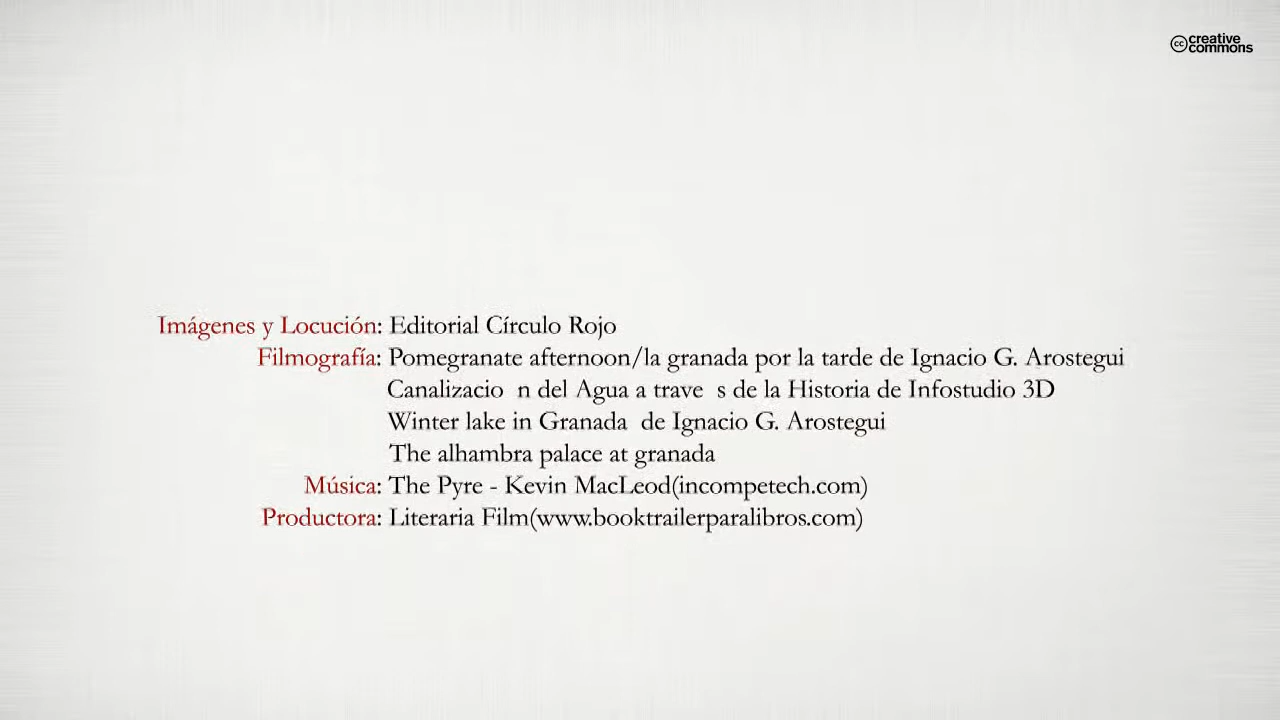 creative
commons
Imágenes y Locución: Editorial Círculo Rojo
Filmografía: Pomegranate afternoon/la granada por la tarde de Ignacio G. Arostegui
Canalizacio n del Agua a trave s de la Historia de Infostudio 3D
Winter lake in Granada de Ignacio G. Arostegui
The alhambra palace at granada
Música: The Pyre - Kevin MacLeod(incompetech.com)
Productora: Literaria Film(www.booktrailerparalibros.com)